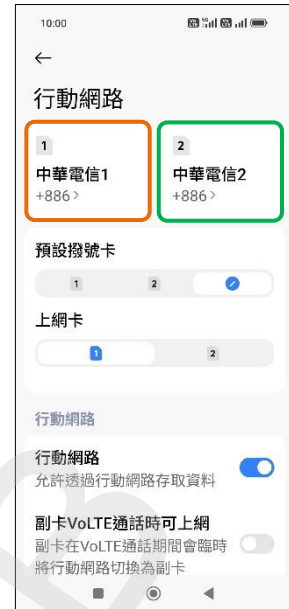 10:00
行動網路
1
中華電信1
+886 >
2
中華電信2
+886 >
預設撥號卡
1 2
上網卡
1 2
行動網路
行動網路
允許透過行動網路存取資料
副卡VoLTE通話時可上網
副卡在VoLTE通話期間會臨時
將行動網路切換為副卡